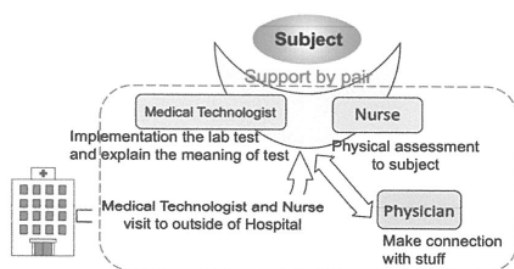 Subject
Support by pair
Medical Technologist
Nurse
Implementation the lab test
and explain the meaning of test
Physical assessment
to subject
Medical Technologist and Nurse
visit to outside of Hospital
Physician
Make connection
with stuff